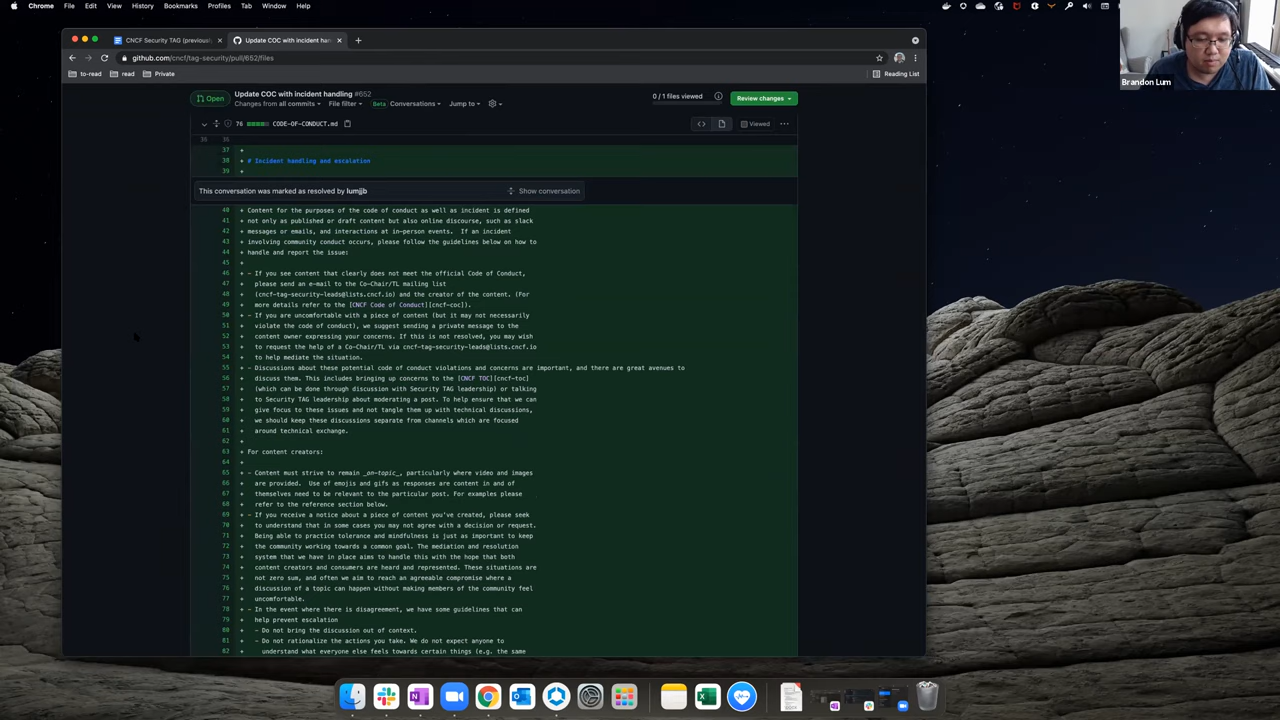 Chrome File Edit View History Bookmarks Profiles Tab Window Help
CNCF Security TAG (previousl
Update COC with incident han
github.com/cncf/tag-security/pull/652/files
to-read read Private Reading List
Brandon Lum
Open Update COC with incident handling #652
Changes from all commits File filter Beta Conversations Jump to
0 / 1 files viewed Review changes
76 CODE-OF-CONDUCT.md Viewed
35 36
37 +
38 + # Incident handling and escalation
39 +
This conversation was marked as resolved by lumjjb Show conversation
40 + Content for the purposes of the code of conduct as well as incident is defined
41 + not only as published or draft content but also online discourse, such as slack
42 + messages or emails, and interactions at in-person events. If an incident
43 + involving community conduct occurs, please follow the guidelines below on how to
44 + handle and report the issue:
45 +
46 + - If you see content that clearly does not meet the official Code of Conduct,
47 + please send an e-mail to the Co-Chair/TL mailing list
48 + (cncf-tag-security-leads@lists.cncf.io) and the creator of the content. (For
49 + more details refer to the [CNCF Code of Conduct][cncf-coc]).
50 + - If you are uncomfortable with a piece of content (but it may not necessarily
51 + violate the code of conduct), we suggest sending a private message to the
52 + content owner expressing your concerns. If this is not resolved, you may wish
53 + to request the help of a Co-Chair/TL via cncf-tag-security-leads@lists.cncf.io
54 + to help mediate the situation.
55 + - Discussions about these potential code of conduct violations and concerns are important, and there are great avenues to
56 + discuss them. This includes bringing up concerns to the [CNCF TOC][cncf-toc]
57 + (which can be done through discussion with Security TAG leadership) or talking
58 + to Security TAG leadership about moderating a post. To help ensure that we can
59 + give focus to these issues and not tangle them up with technical discussions,
60 + we should keep these discussions separate from channels which are focused
61 + around technical exchange.
62 +
63 + For content creators:
64 +
65 + - Content must strive to remain _on-topic_, particularly where video and images
66 + are provided. Use of emojis and gifs as responses are content in and of
67 + themselves need to be relevant to the particular post. For examples please
68 + refer to the reference section below.
69 + - If you receive a notice about a piece of content you've created, please seek
70 + to understand that in some cases you may not agree with a decision or request.
71 + Being able to practice tolerance and mindfulness is just as important to keep
72 + the community working towards a common goal. The mediation and resolution
73 + system that we have in place aims to handle this with the hope that both
74 + content creators and consumers are heard and represented. These situations are
75 + not zero sum, and often we aim to reach an agreeable compromise where a
76 + discussion of a topic can happen without making members of the community feel
77 + uncomfortable.
78 + - In the event where there is disagreement, we have some guidelines that can
79 + help prevent escalation
80 + - Do not bring the discussion out of context.
81 + - Do not rationalize the actions you take. We do not expect anyone to
82 + understand what everyone else feels towards certain things (e.g. the same